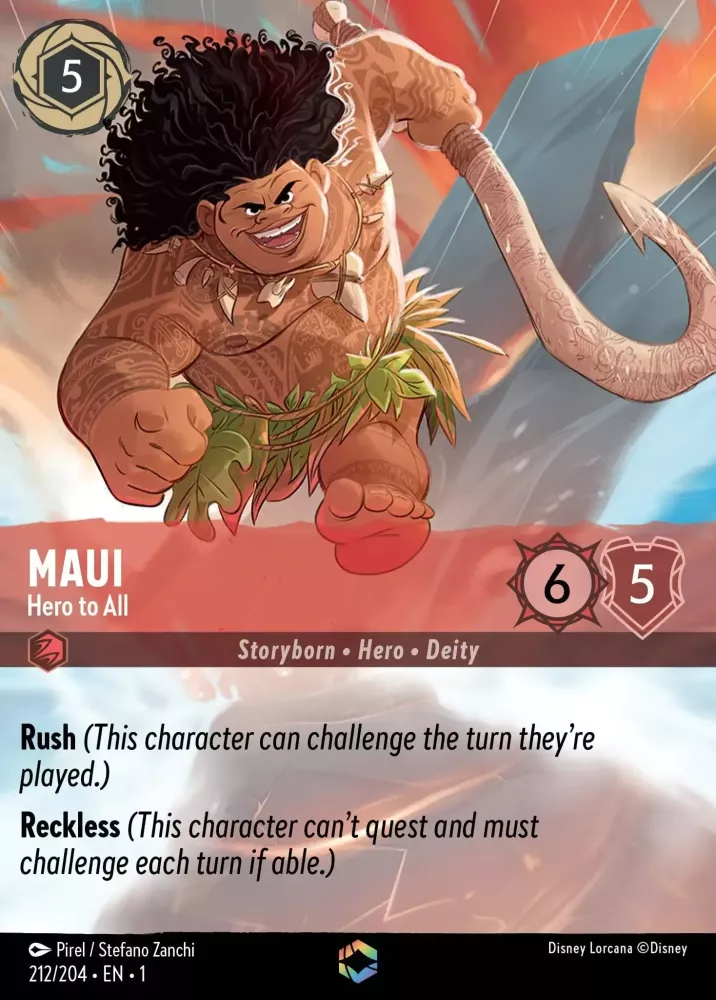 5
MAUI
Hero to All
6
5
Storyborn • Hero • Deity
Rush (This character can challenge the turn they’re
played.)
Reckless (This character can’t quest and must
challenge each turn if able.)
Pirel / Stefano Zanchi
Disney Lorcana ©Disney
212/204 • EN • 1